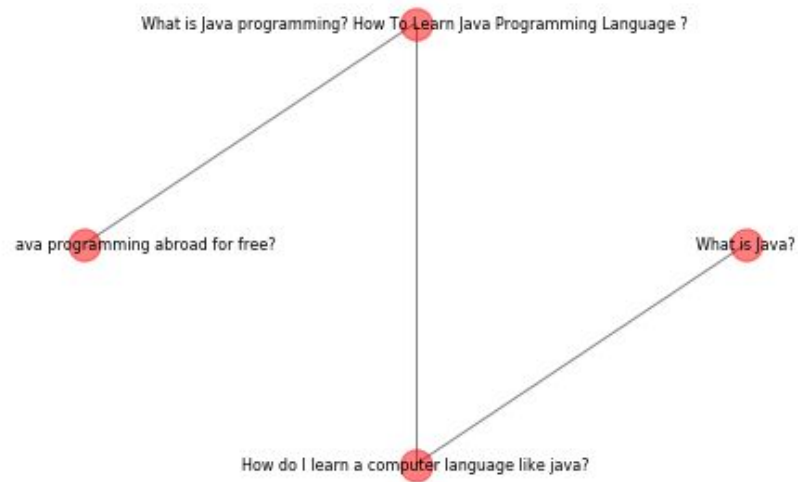 What is Java programming? How To Learn Java Programming Language ?
ava programming abroad for free?
What is Java?
How do I learn a computer language like java?